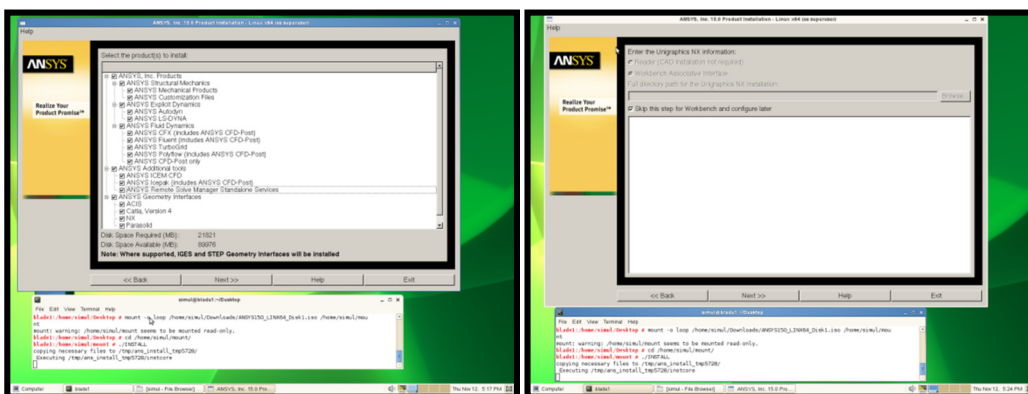 ANSYS, Inc. 15.0 Product Installation - Linux x64 (as superuser)
Help
ANSYS
Realize Your
Product Promise™
Select the product(s) to install:
ANSYS, Inc. Products
ANSYS Structural Mechanics
ANSYS Mechanical Products
ANSYS Customization Files
ANSYS Explicit Dynamics
ANSYS Autodyn
ANSYS LS-DYNA
ANSYS Fluid Dynamics
ANSYS CFX (includes ANSYS CFD-Post)
ANSYS Fluent (includes ANSYS CFD-Post)
ANSYS TurboGrid
ANSYS Polyflow (includes ANSYS CFD-Post)
ANSYS CFD-Post only
ANSYS Additional tools
ANSYS ICEM CFD
ANSYS Icepak (includes ANSYS CFD-Post)
ANSYS Remote Solve Manager Standalone Services
ANSYS Geometry Interfaces
ACIS
Catia, Version 4
NX
Parasolid
Disk Space Required (MB): 21821
Disk Space Available (MB): 89976
Note: Where supported, IGES and STEP Geometry Interfaces will be installed
<< Back Next >> Help Exit
simul@blade1:~/Desktop
File Edit View Terminal Help
blade1:/home/simul/Desktop # mount -o loop /home/simul/Downloads/ANSYS150_LINX64_Disk1.iso /home/simul/mou
nt
mount: warning: /home/simul/mount seems to be mounted read-only.
blade1:/home/simul/Desktop # cd /home/simul/mount/
blade1:/home/simul/mount # ./INSTALL
copying necessary files to /tmp/ans_install_tmp5728/
Executing /tmp/ans_install_tmp5728/instcore
Computer blade1 [simul - File Browser] ANSYS, Inc. 15.0 Pro... Thu Nov 12, 5:17 PM
ANSYS, Inc. 15.0 Product Installation - Linux x64 (as superuser)
Help
ANSYS
Realize Your
Product Promise™
Enter the Unigraphics NX information:
Reader (CAD installation not required)
Workbench Associative Interface
Full directory path for the Unigraphics NX installation:
Browse...
Skip this step for Workbench and configure later
<< Back Next >> Help Exit
simul@blade1:~/Desktop
File Edit View Terminal Help
blade1:/home/simul/Desktop # mount -o loop /home/simul/Downloads/ANSYS150_LINX64_Disk1.iso /home/simul/mou
nt
mount: warning: /home/simul/mount seems to be mounted read-only.
blade1:/home/simul/Desktop # cd /home/simul/mount/
blade1:/home/simul/mount # ./INSTALL
copying necessary files to /tmp/ans_install_tmp5728/
Executing /tmp/ans_install_tmp5728/instcore
Computer blade1 [simul - File Browser] ANSYS, Inc. 15.0 Pro... Thu Nov 12, 5:24 PM